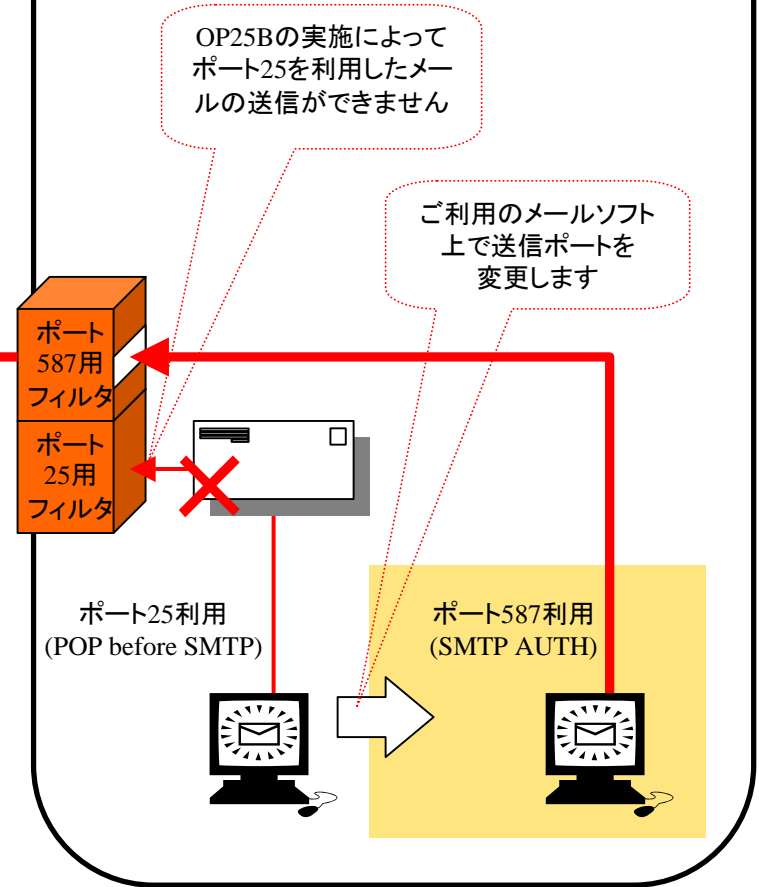 OP25Bの実施によって
ポート25を利用したメー
ルの送信ができません
ご利用のメールソフト
上で送信ポートを
変更します
ポート
587用
フィルタ
ポート
25用
フィルタ
ポート25利用
(POP before SMTP)
ポート587利用
(SMTP AUTH)